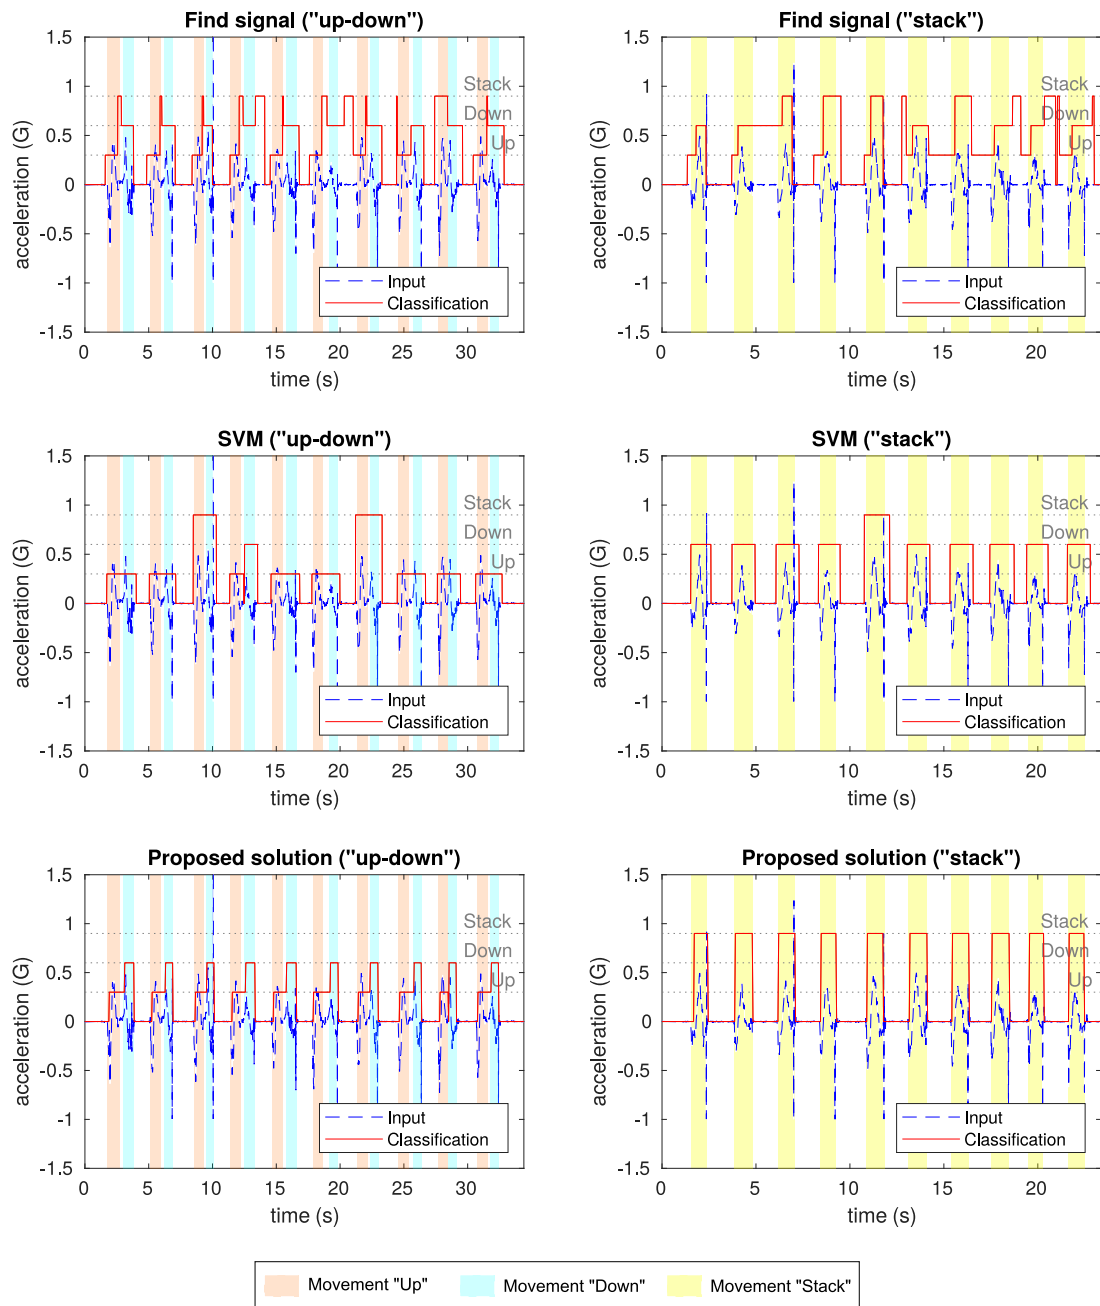 Find signal ("up-down")
1.5
1
0.5
0
-0.5
-1
-1.5
acceleration (G)
Stack
Down
Up
Input
Classification
0 5 10 15 20 25 30
time (s)
Find signal ("stack")
1.5
1
0.5
0
-0.5
-1
-1.5
acceleration (G)
Stack
Down
Up
Input
Classification
0 5 10 15 20
time (s)
SVM ("up-down")
1.5
1
0.5
0
-0.5
-1
-1.5
acceleration (G)
Stack
Down
Up
Input
Classification
0 5 10 15 20 25 30
time (s)
SVM ("stack")
1.5
1
0.5
0
-0.5
-1
-1.5
acceleration (G)
Stack
Down
Up
Input
Classification
0 5 10 15 20
time (s)
Proposed solution ("up-down")
1.5
1
0.5
0
-0.5
-1
-1.5
acceleration (G)
Stack
Down
Up
Input
Classification
0 5 10 15 20 25 30
time (s)
Proposed solution ("stack")
1.5
1
0.5
0
-0.5
-1
-1.5
acceleration (G)
Stack
Down
Up
Input
Classification
0 5 10 15 20
time (s)
Movement "Up" Movement "Down" Movement "Stack"